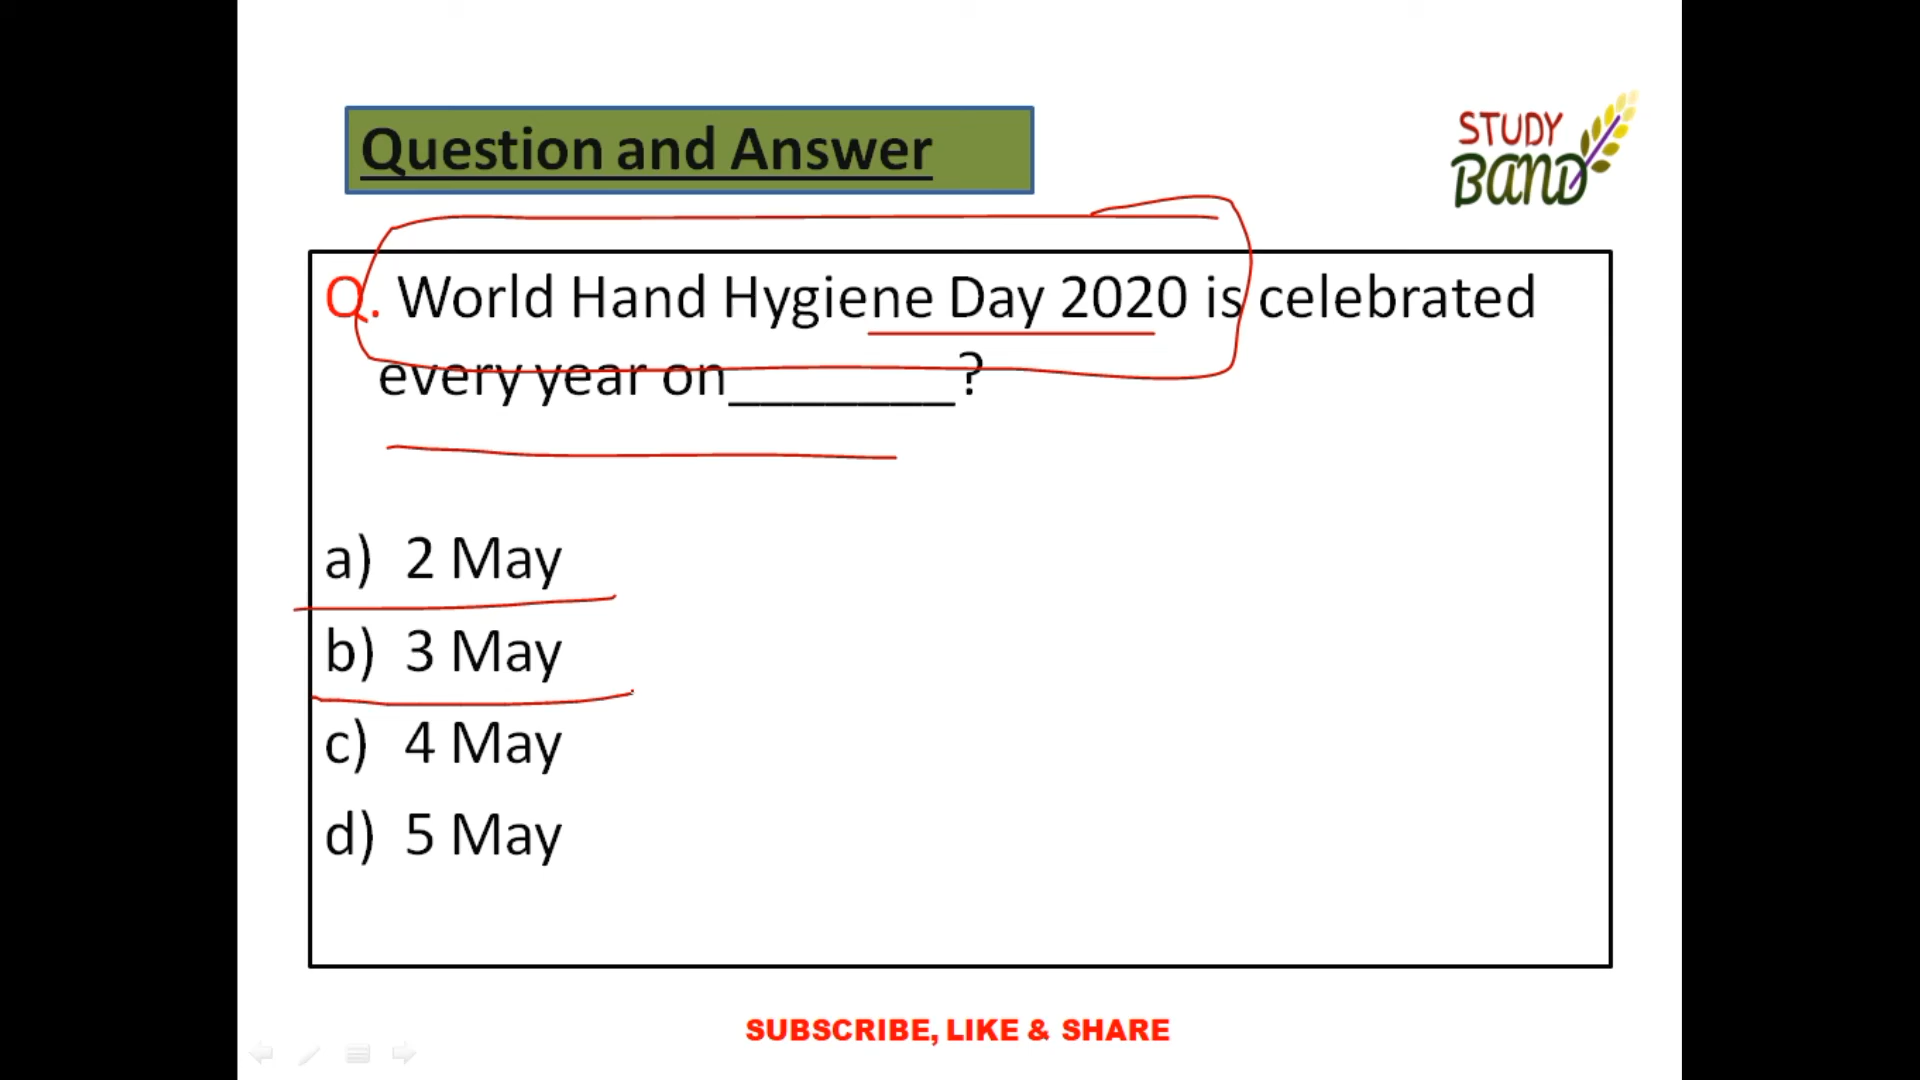 Question and Answer
STUDY
BAND
Q. World Hand Hygiene Day 2020 is celebrated
every year on_______?
a) 2 May
b) 3 May
c) 4 May
d) 5 May
SUBSCRIBE, LIKE & SHARE